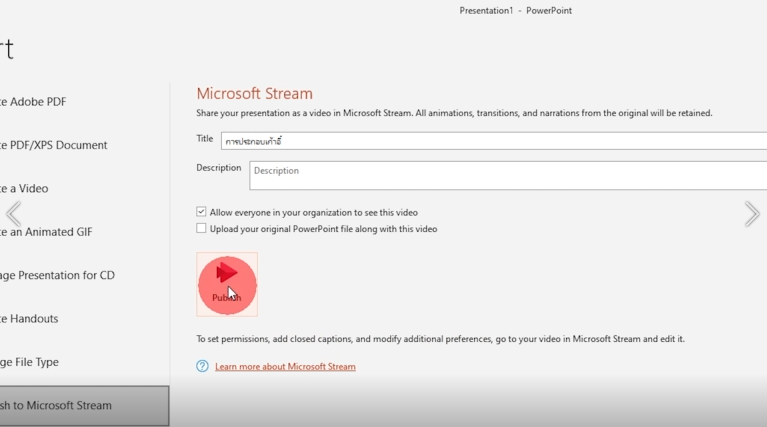 Presentation1 - PowerPoint
rt
Microsoft Stream
Share your presentation as a video in Microsoft Stream. All animations, transitions, and narrations from the original will be retained.
te Adobe PDF
Title การประกอบเก้าอี้
te PDF/XPS Document
Description Description
te a Video
Allow everyone in your organization to see this video
Upload your original PowerPoint file along with this video
te an Animated GIF
age Presentation for CD
Publish
te Handouts
To set permissions, add closed captions, and modify additional preferences, go to your video in Microsoft Stream and edit it.
ge File Type
Learn more about Microsoft Stream
sh to Microsoft Stream